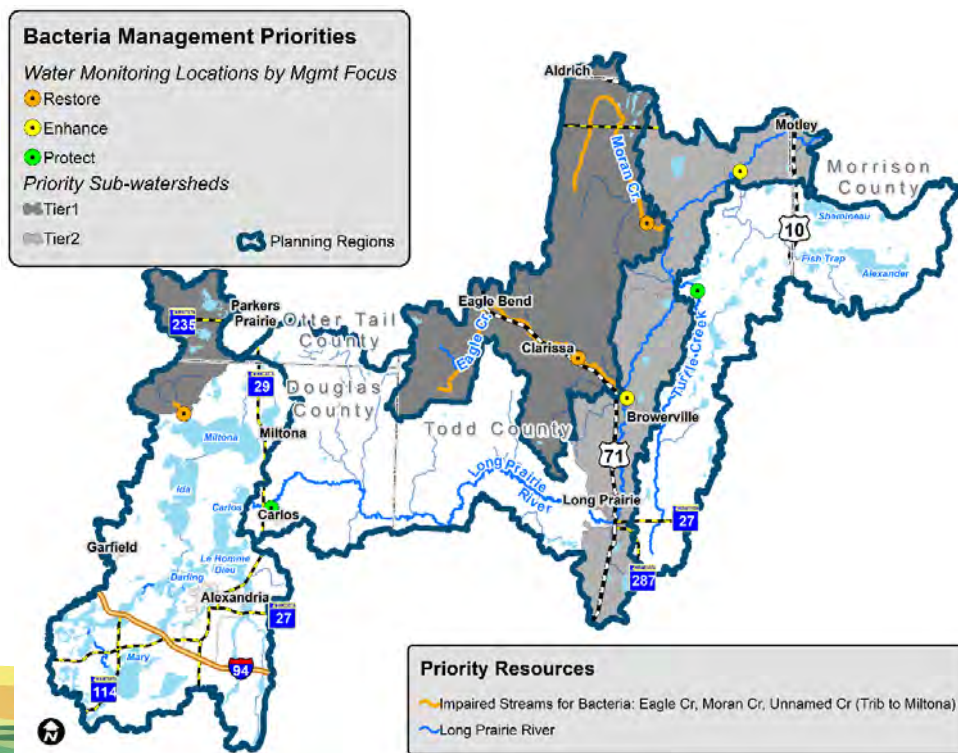 Bacteria Management Priorities
Water Monitoring Locations by Mgmt Focus
Restore
Enhance
Protect
Priority Sub-watersheds
Tier1
Tier2
Planning Regions
Aldrich
Motley
Moran Cr.
Morrison
County
10
Shamineau
Fish Trap
Alexander
Parkers
Prairie
235
Otter Tail
County
Eagle Bend
Eagle Cr.
Clarissa
Turtle Creek
29
Douglas
County
Browerville
Miltona
Miltona
Todd County
71
Ida
Long Prairie
River
Long Prairie
27
Carlos
Carlos
Garfield
Le Homme
Dieu
Darling
287
Alexandria
27
94
Mary
114
N
Priority Resources
Impaired Streams for Bacteria: Eagle Cr, Moran Cr, Unnamed Cr (Trib to Miltona)
Long Prairie River